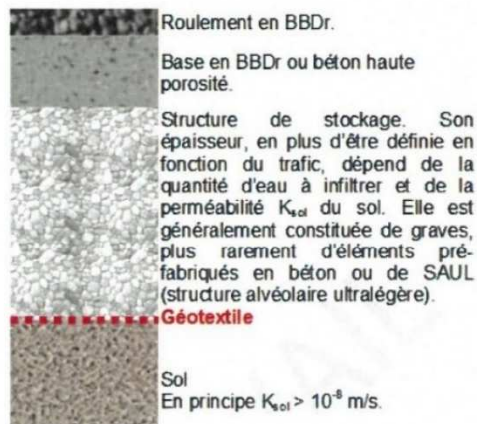 Roulement en BBDr.
Base en BBDr ou béton haute
porosité.
Structure de stockage. Son
épaisseur, en plus d'être définie en
fonction du trafic, dépend de la
quantité d'eau à infiltrer et de la
perméabilité Ksol du sol. Elle est
généralement constituée de graves,
plus rarement d'éléments pré-
fabriqués en béton ou de SAUL
(structure alvéolaire ultralégère).
Géotextile
Sol
En principe Ksol > 10⁻⁸ m/s.